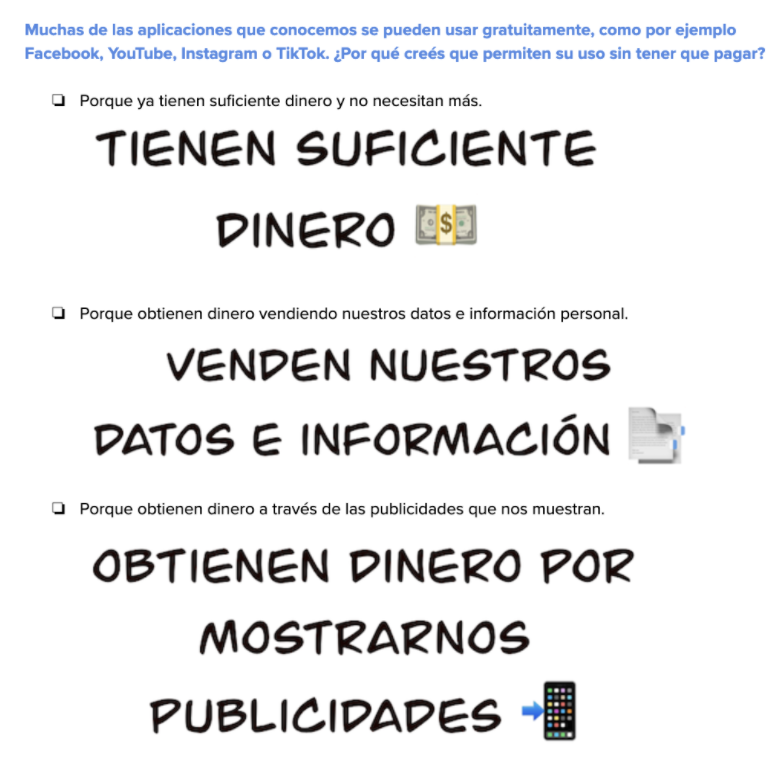 Muchas de las aplicaciones que conocemos se pueden usar gratuitamente, como por ejemplo
Facebook, YouTube, Instagram o TikTok. ¿Por qué creés que permiten su uso sin tener que pagar?
❏ Porque ya tienen suficiente dinero y no necesitan más.
TIENEN SUFICIENTE
DINERO 💵
❏ Porque obtienen dinero vendiendo nuestros datos e información personal.
VENDEN NUESTROS
DATOS E INFORMACIÓN 📑
❏ Porque obtienen dinero a través de las publicidades que nos muestran.
OBTIENEN DINERO POR
MOSTRARNOS
PUBLICIDADES 📲